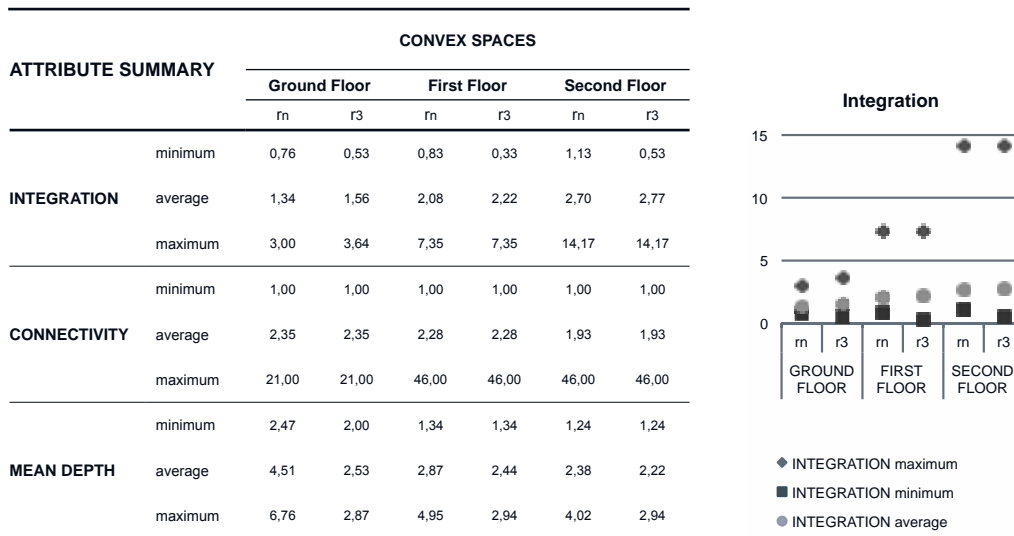 CONVEX SPACES
ATTRIBUTE SUMMARY
Ground Floor First Floor Second Floor
rn r3 rn r3 rn r3
minimum 0,76 0,53 0,83 0,33 1,13 0,53
INTEGRATION average 1,34 1,56 2,08 2,22 2,70 2,77
maximum 3,00 3,64 7,35 7,35 14,17 14,17
minimum 1,00 1,00 1,00 1,00 1,00 1,00
CONNECTIVITY average 2,35 2,35 2,28 2,28 1,93 1,93
maximum 21,00 21,00 46,00 46,00 46,00 46,00
minimum 2,47 2,00 1,34 1,34 1,24 1,24
MEAN DEPTH average 4,51 2,53 2,87 2,44 2,38 2,22
maximum 6,76 2,87 4,95 2,94 4,02 2,94
Integration
15
10
5
0
rn r3 rn r3 rn r3
GROUND FIRST SECOND
FLOOR FLOOR FLOOR
INTEGRATION maximum
INTEGRATION minimum
INTEGRATION average